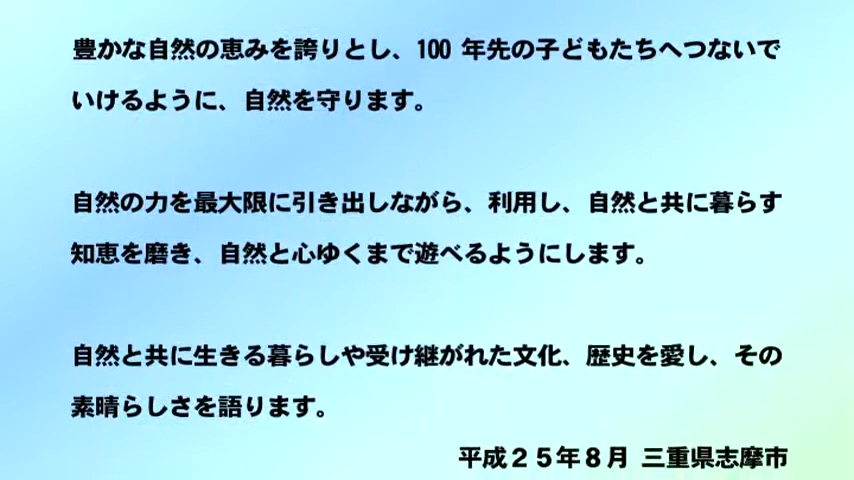 豊かな自然の恵みを誇りとし、100 年先の子どもたちへつないで
いけるように、自然を守ります。
自然の力を最大限に引き出しながら、利用し、自然と共に暮らす
知恵を磨き、自然と心ゆくまで遊べるようにします。
自然と共に生きる暮らしや受け継がれた文化、歴史を愛し、その
素晴らしさを語ります。
平成２５年８月 三重県志摩市